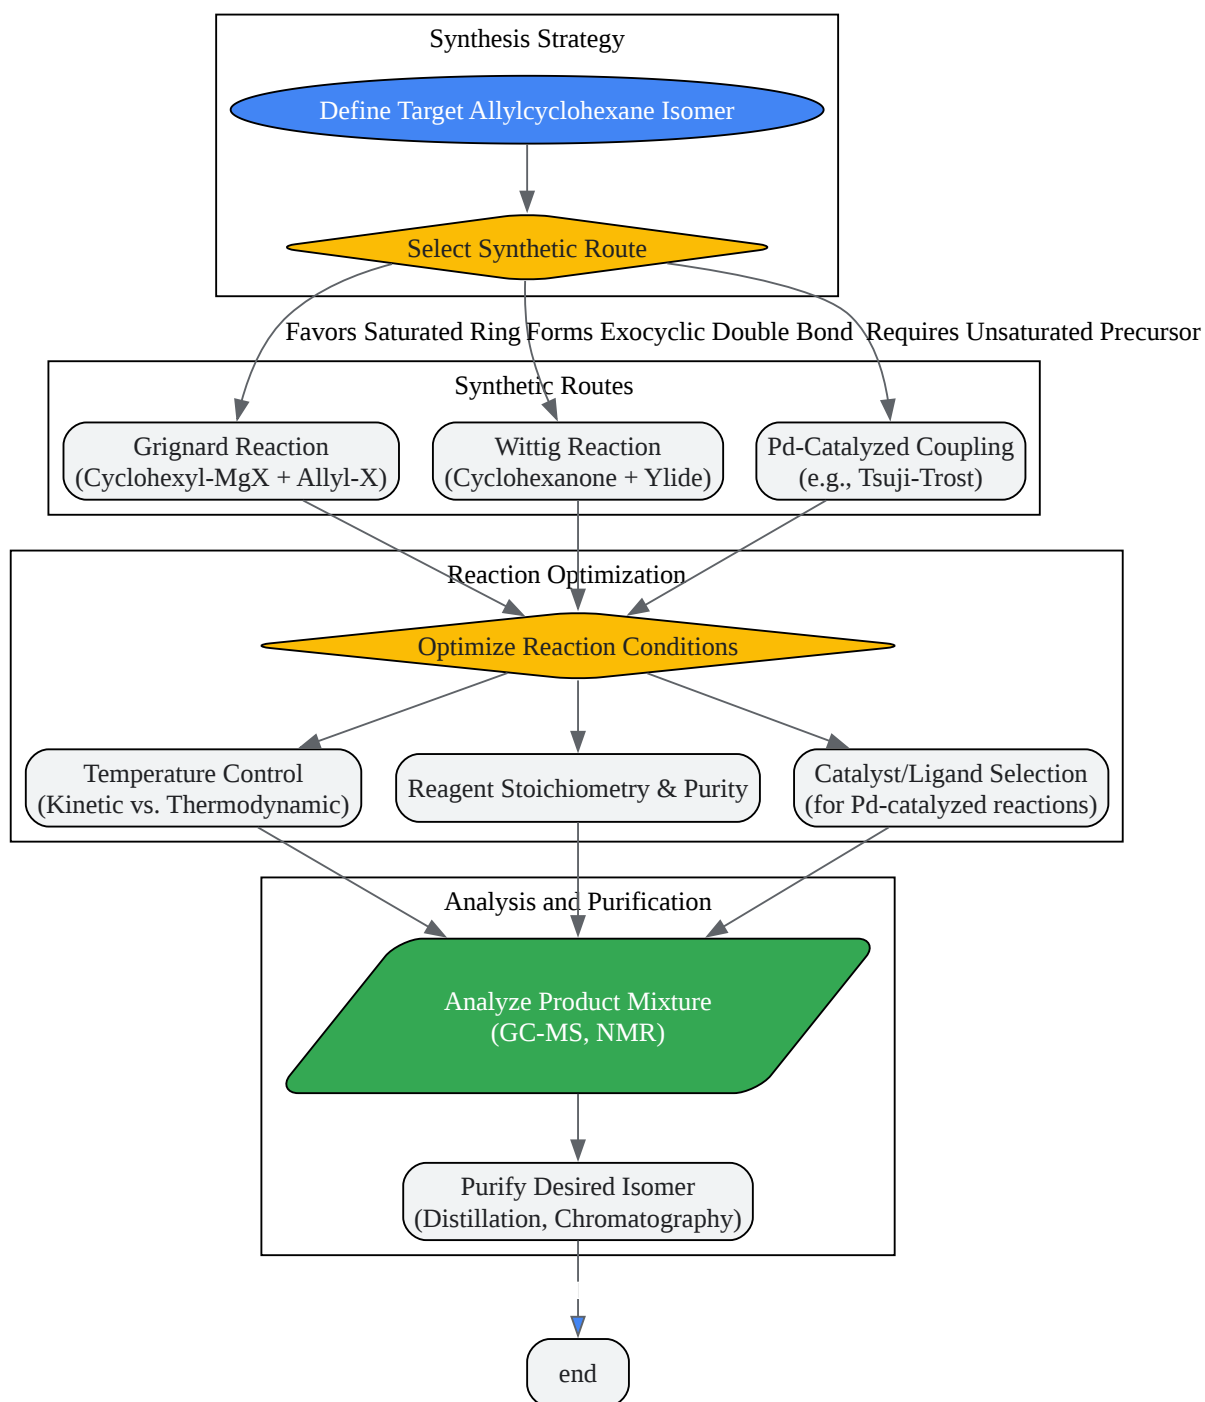 Synthesis Strategy
Define Target Allylcyclohexane Isomer
Select Synthetic Route
Favors Saturated Ring
Forms Exocyclic Double Bond
Requires Unsaturated Precursor
Synthetic Routes
Grignard Reaction
(Cyclohexyl-MgX + Allyl-X)
Wittig Reaction
(Cyclohexanone + Ylide)
Pd-Catalyzed Coupling
(e.g., Tsuji-Trost)
Reaction Optimization
Optimize Reaction Conditions
Temperature Control
(Kinetic vs. Thermodynamic)
Reagent Stoichiometry & Purity
Catalyst/Ligand Selection
(for Pd-catalyzed reactions)
Analysis and Purification
Analyze Product Mixture
(GC-MS, NMR)
Purify Desired Isomer
(Distillation, Chromatography)
end